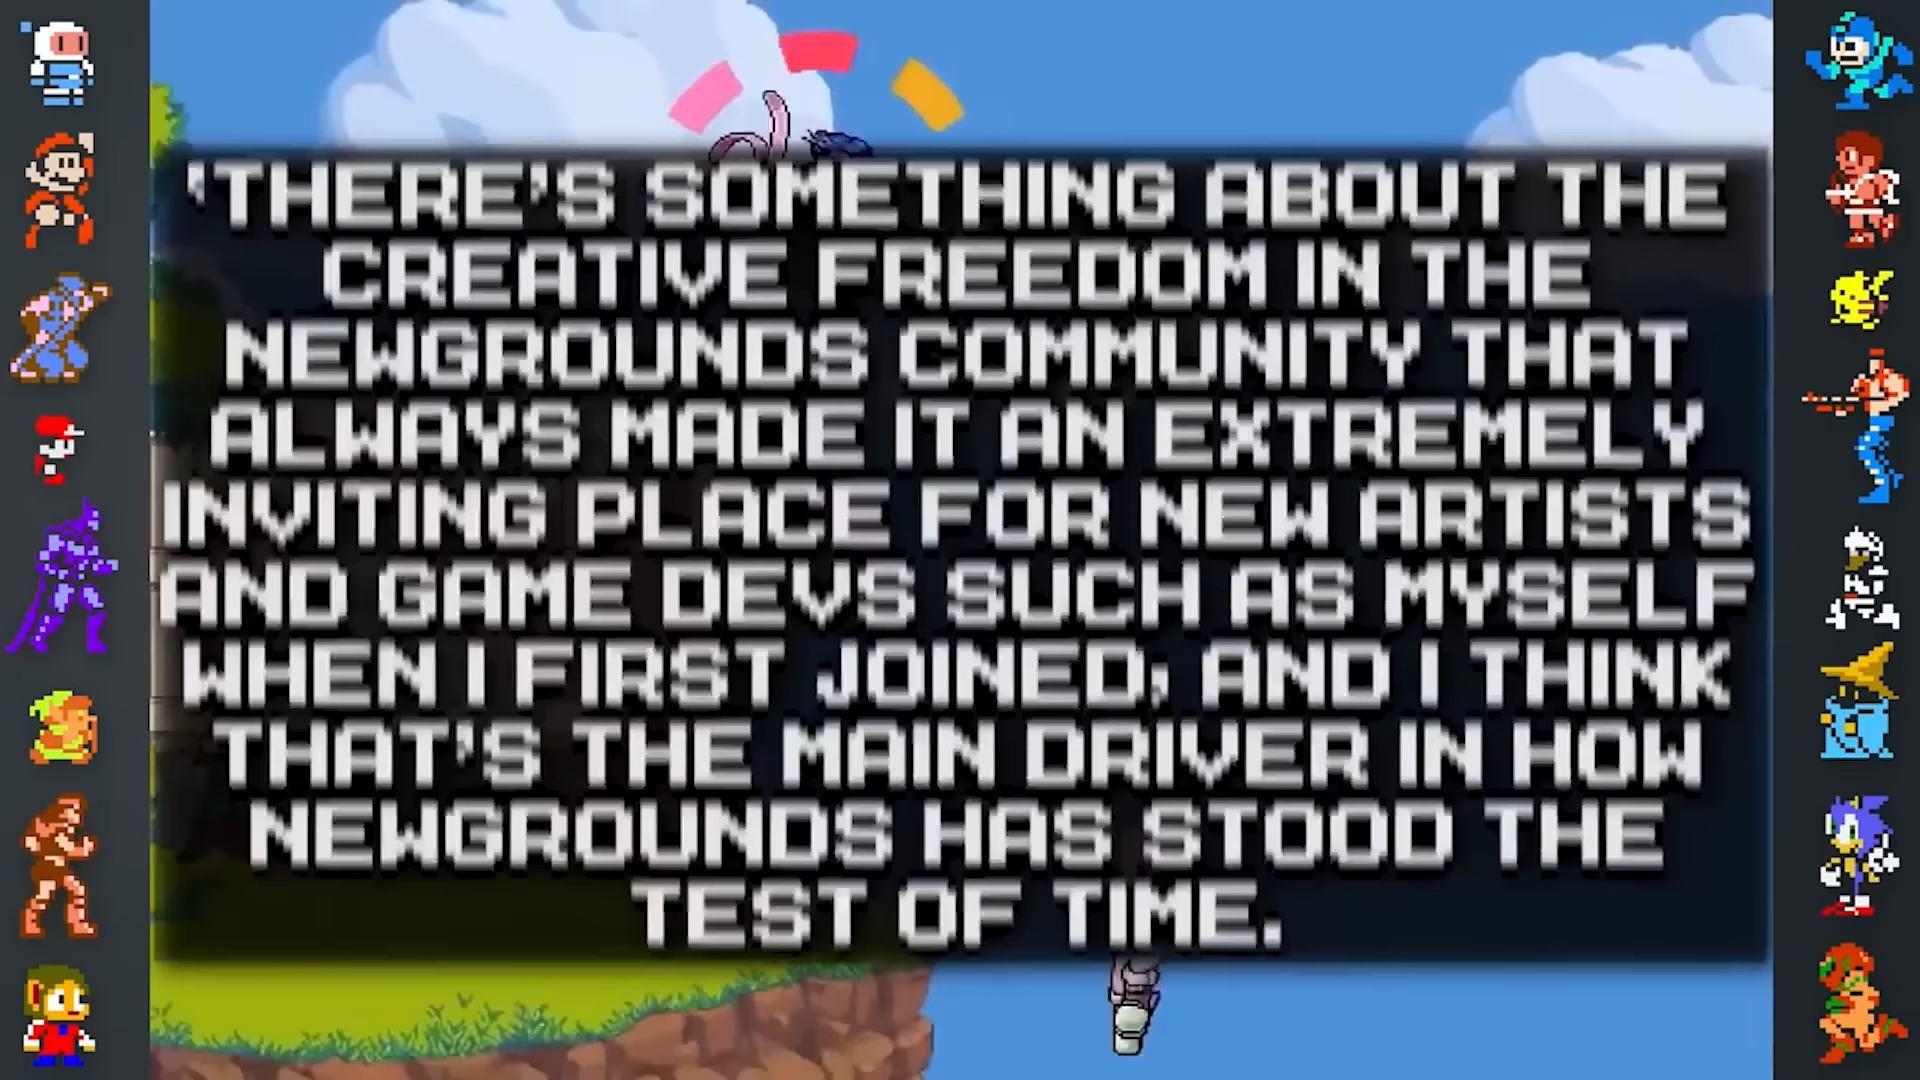 'THERE'S SOMETHING ABOUT THE
CREATIVE FREEDOM IN THE
NEWGROUNDS COMMUNITY THAT
ALWAYS MADE IT AN EXTREMELY
INVITING PLACE FOR NEW ARTISTS
AND GAME DEVS SUCH AS MYSELF
WHEN I FIRST JOINED; AND I THINK
THAT'S THE MAIN DRIVER IN HOW
NEWGROUNDS HAS STOOD THE
TEST OF TIME.